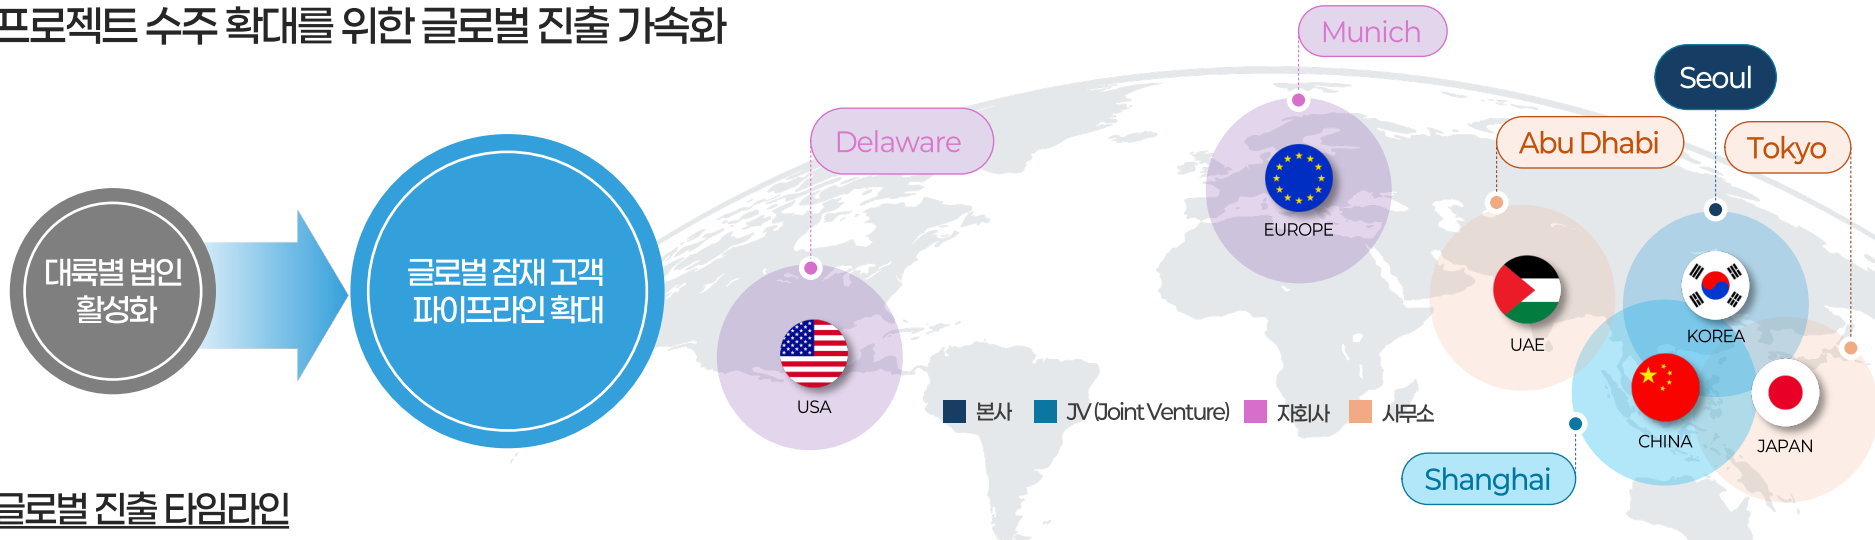 프로젝트 수주 확대를 위한 글로벌 진출 가속화
Munich
Seoul
Delaware
Abu Dhabi
Tokyo
대륙별 법인
활성화
글로벌 잠재 고객
파이프라인 확대
EUROPE
UAE
KOREA
USA
본사
JV (Joint Venture)
자회사
사무소
CHINA
JAPAN
Shanghai
글로벌 진출 타임라인